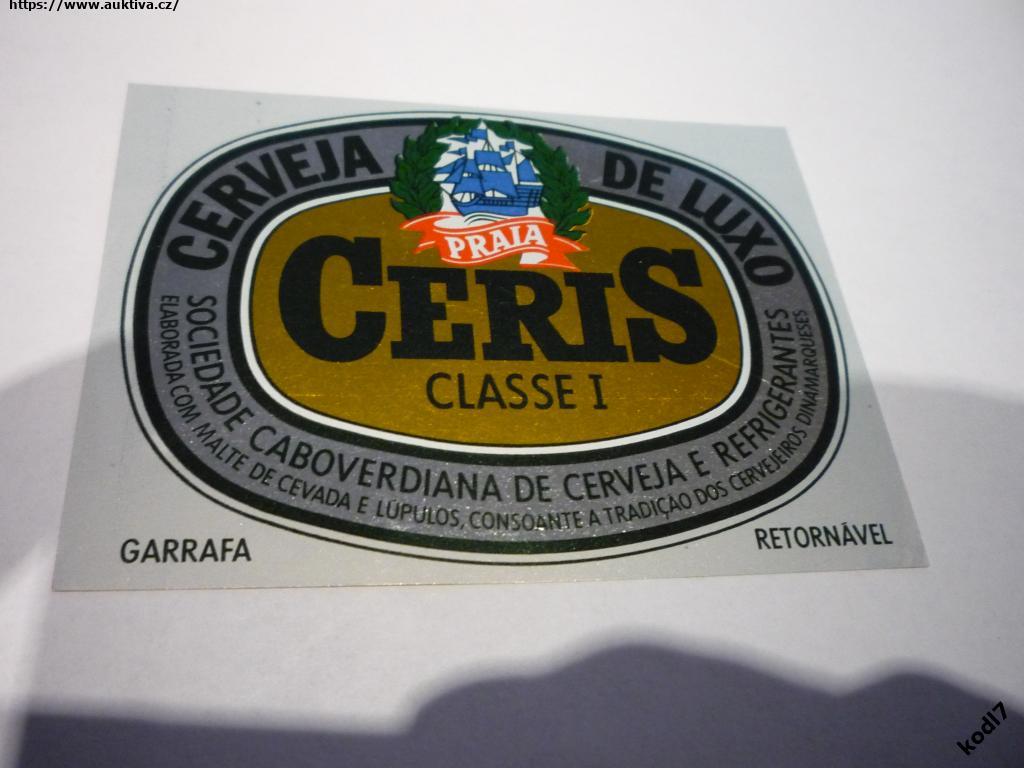 https://www.auktiva.cz/
CERVEJA DE LUXO
PRAIA
CERIS
CLASSE I
SOCIEDADE CABOVERDIANA DE CERVEJA E REFRIGERANTES
ELABORADA COM MALTE DE CEVADA E LÚPULOS, CONSOANTE A TRADIÇÃO DOS CERVEJEIROS DINAMARQUESES
GARRAFA
RETORNÁVEL
kodl7